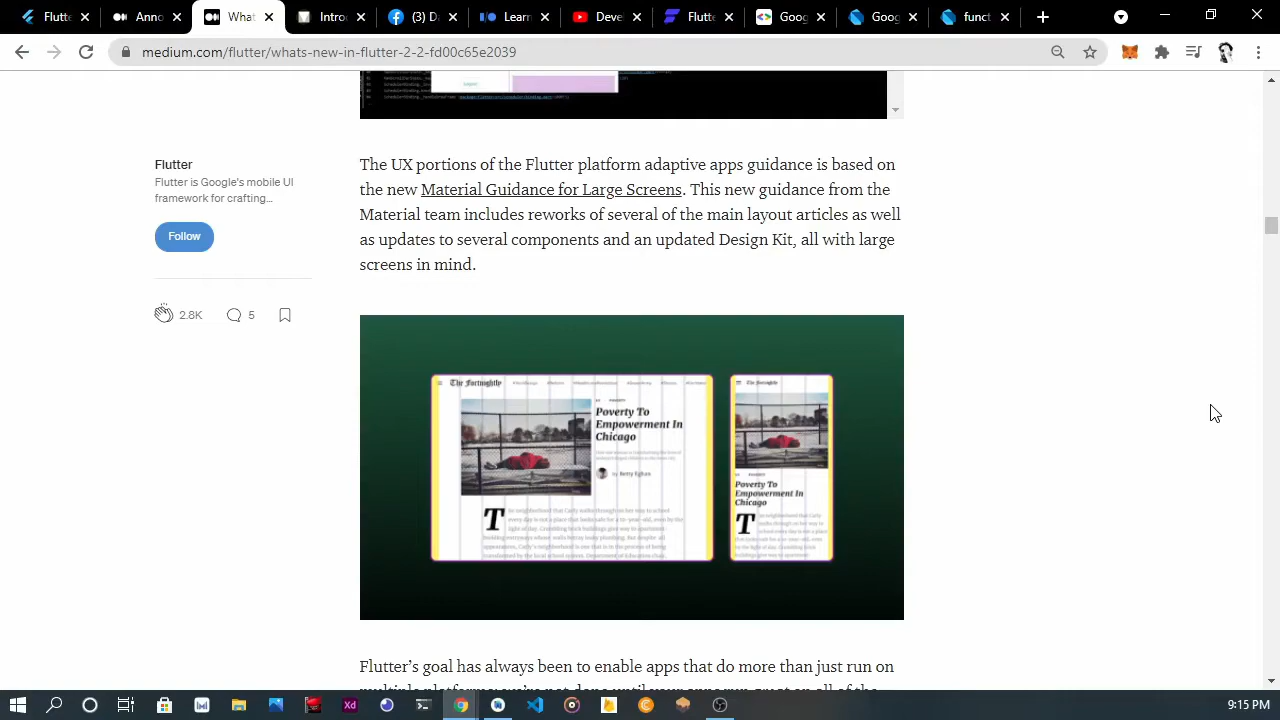 Flutt
Anno
What
Introd
(3) D
Learn
Deve
Flutte
Goog
Goog
funct
medium.com/flutter/whats-new-in-flutter-2-2-fd00c65e2039
Flutter
Flutter is Google's mobile UI
framework for crafting...
Follow
2.8K
5
The UX portions of the Flutter platform adaptive apps guidance is based on
the new Material Guidance for Large Screens. This new guidance from the
Material team includes reworks of several of the main layout articles as well
as updates to several components and an updated Design Kit, all with large
screens in mind.
The Fortnightly
Poverty To
Empowerment In
Chicago
by Betty Eghan
The Fortnightly
Poverty To
Empowerment In
Chicago
Flutter’s goal has always been to enable apps that do more than just run on
9:15 PM